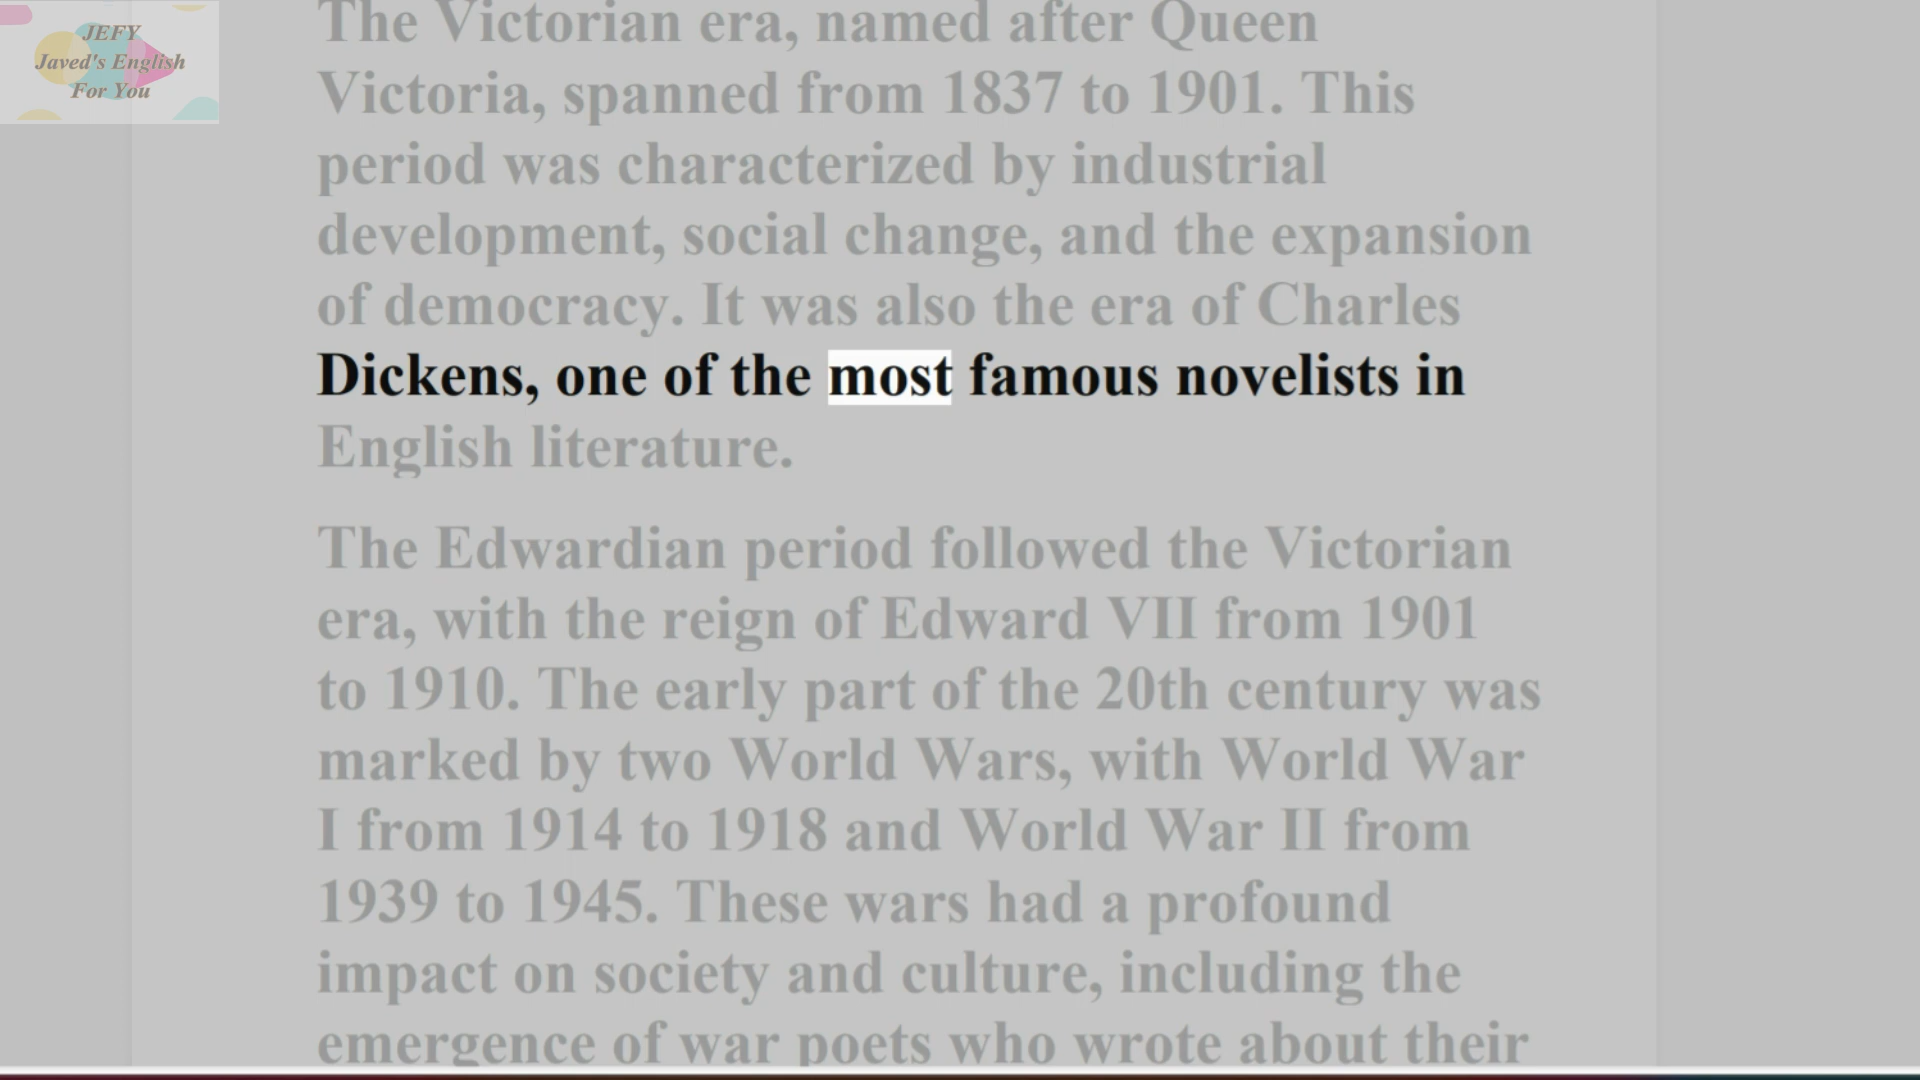 JEFY
Javed's English
For You
The Victorian era, named after Queen
Victoria, spanned from 1837 to 1901. This
period was characterized by industrial
development, social change, and the expansion
of democracy. It was also the era of Charles
Dickens, one of the most famous novelists in
English literature.
The Edwardian period followed the Victorian
era, with the reign of Edward VII from 1901
to 1910. The early part of the 20th century was
marked by two World Wars, with World War
I from 1914 to 1918 and World War II from
1939 to 1945. These wars had a profound
impact on society and culture, including the
emergence of war poets who wrote about their